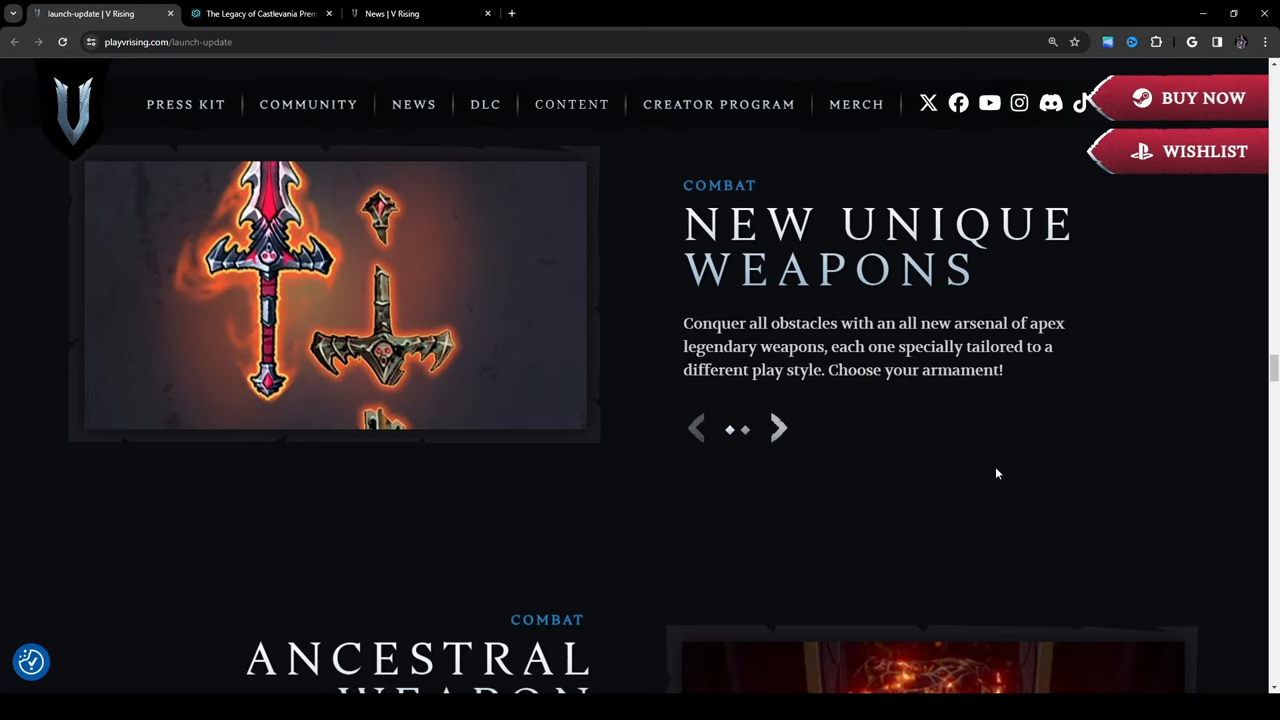 launch-update | V Rising
The Legacy of Castlevania Prem
News | V Rising
playvrising.com/launch-update
PRESS KIT
COMMUNITY
NEWS
DLC
CONTENT
CREATOR PROGRAM
MERCH
BUY NOW
WISHLIST
COMBAT
NEW UNIQUE
WEAPONS
Conquer all obstacles with an all new arsenal of apex
legendary weapons, each one specially tailored to a
different play style. Choose your armament!
COMBAT
ANCESTRAL
WEAPON